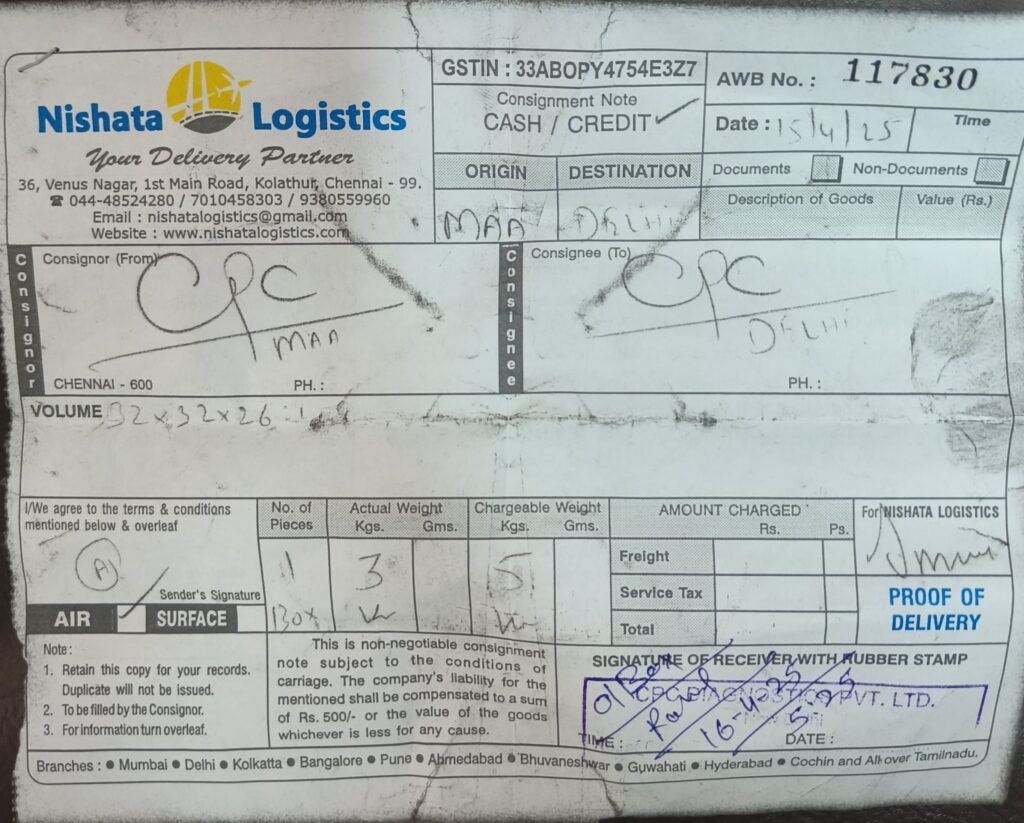 Nishata Logistics
Your Delivery Partner
36, Venus Nagar, 1st Main Road, Kolathur, Chennai - 99.
☎ 044-48524280 / 7010458303 / 9380559960
Email : nishatalogistics@gmail.com
Website : www.nishatalogistics.com
GSTIN : 33ABOPY4754E3Z7
Consignment Note
CASH / CREDIT ✓
AWB No. : 117830
Date : 15/4/25 Time
ORIGIN DESTINATION
MAA DELHI
Documents Non-Documents
Description of Goods Value (Rs.)
Consignor
Consignor (From)
CPC
MAA
CHENNAI - 600 PH. :
Consignee
Consignee (To)
CPC
DELHI
PH. :
VOLUME 32x32x26
I/We agree to the terms & conditions
mentioned below & overleaf
Sender's Signature
AIR ✓ SURFACE
No. of Pieces Actual Weight Kgs. Gms. Chargeable Weight Kgs. Gms.
1 3 5
Box
AMOUNT CHARGED
Rs. Ps.
Freight
Service Tax
Total
For NISHATA LOGISTICS
PROOF OF
DELIVERY
Note :
1. Retain this copy for your records.
Duplicate will not be issued.
2. To be filled by the Consignor.
3. For information turn overleaf.
This is non-negotiable consignment
note subject to the conditions of
carriage. The company's liability for the
mentioned shall be compensated to a sum
of Rs. 500/- or the value of the goods
whichever is less for any cause.
SIGNATURE OF RECEIVER WITH RUBBER STAMP
CPC DIAGNOSTICS PVT. LTD.
01 Box
16-4-25
TIME : DATE :
Branches : ● Mumbai ● Delhi ● Kolkatta ● Bangalore ● Pune ● Ahmedabad ● Bhuvaneshwar ● Guwahati ● Hyderabad ● Cochin and All over Tamilnadu.